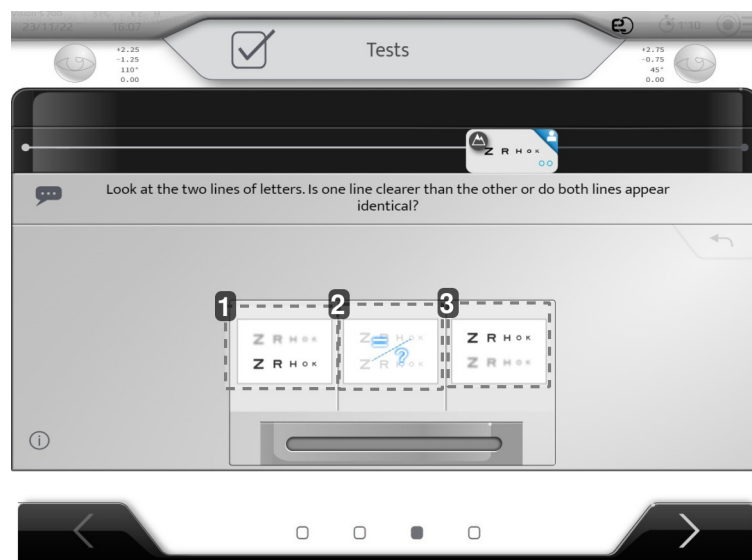 23/11/22 16:07
Tests
1'10
+2.25
-1.25
110°
0.00
+2.75
-0.75
45°
0.00
Z R H O K
Look at the two lines of letters. Is one line clearer than the other or do both lines appear
identical?
1 2 3
Z R H O K
Z R H O K
Z R H O K
= ?
Z R H O K
Z R H O K
Z R H O K